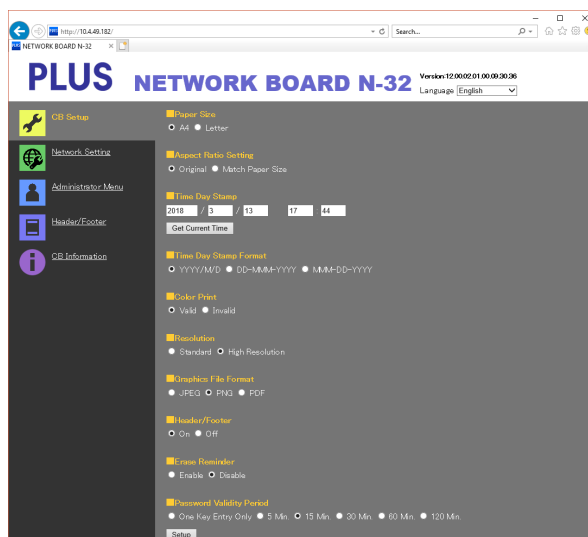 http://10.4.49.182/
Search...
NETWORK BOARD N-32
PLUS
NETWORK BOARD N-32
Version:12.00.02.01.00.09.30.36
Language English
CB Setup
Network Setting
Administrator Menu
Header/Footer
CB Information
Paper Size
A4 Letter
Aspect Ratio Setting
Original Match Paper Size
Time Day Stamp
2018 / 3 / 13 17 44
Get Current Time
Time Day Stamp Format
YYYY/M/D DD-MMM-YYYY MMM-DD-YYYY
Color Print
Valid Invalid
Resolution
Standard High Resolution
Graphics File Format
JPEG PNG PDF
Header/Footer
On Off
Erase Reminder
Enable Disable
Password Validity Period
One Key Entry Only 5 Min. 15 Min. 30 Min. 60 Min. 120 Min.
Setup